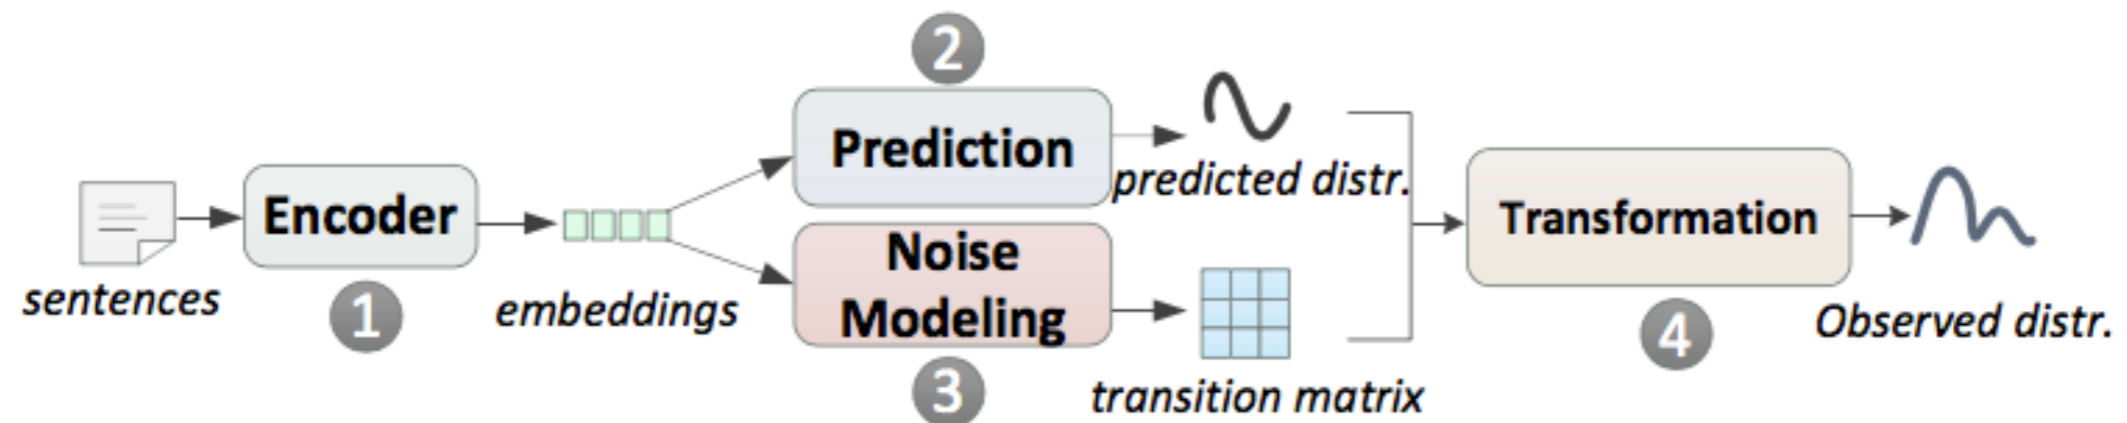 sentences
Encoder
1
embeddings
2
Prediction
predicted distr.
Noise
Modeling
3
transition matrix
Transformation
4
Observed distr.